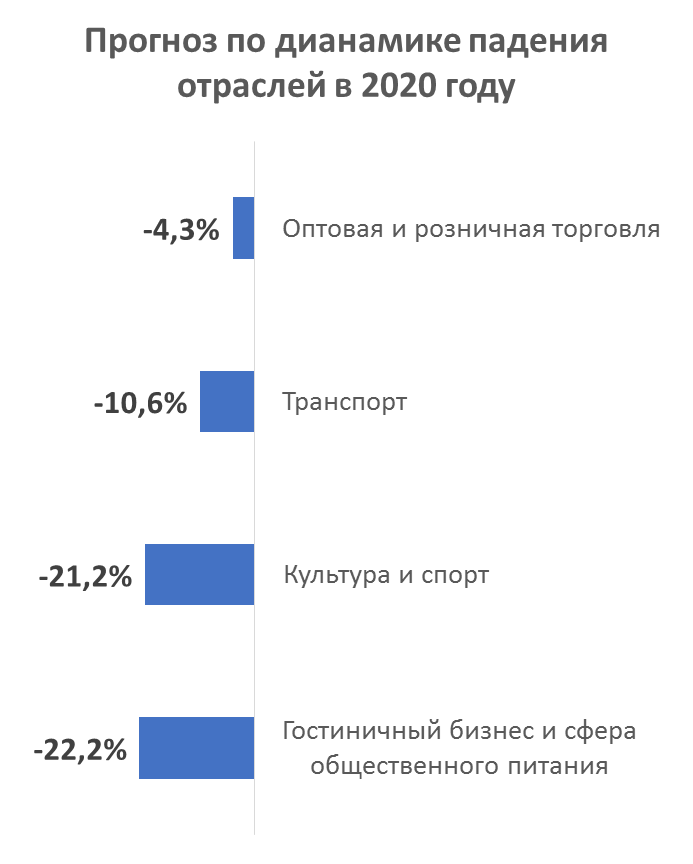 Прогноз по дианамике падения
отраслей в 2020 году
-4,3%
Оптовая и розничная торговля
-10,6%
Транспорт
-21,2%
Культура и спорт
-22,2%
Гостиничный бизнес и сфера
общественного питания